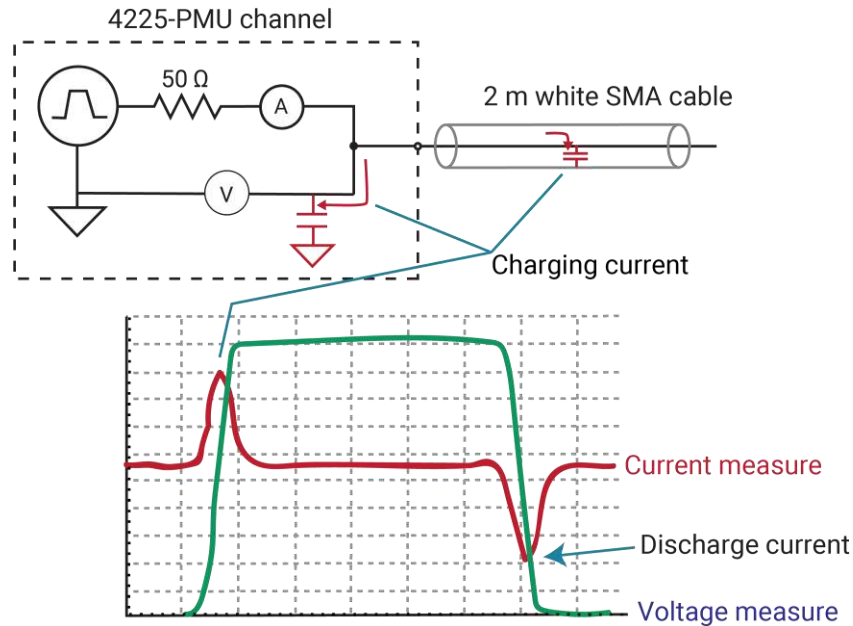 4225-PMU channel
50 Ω
A
2 m white SMA cable
V
Charging current
Current measure
Discharge current
Voltage measure